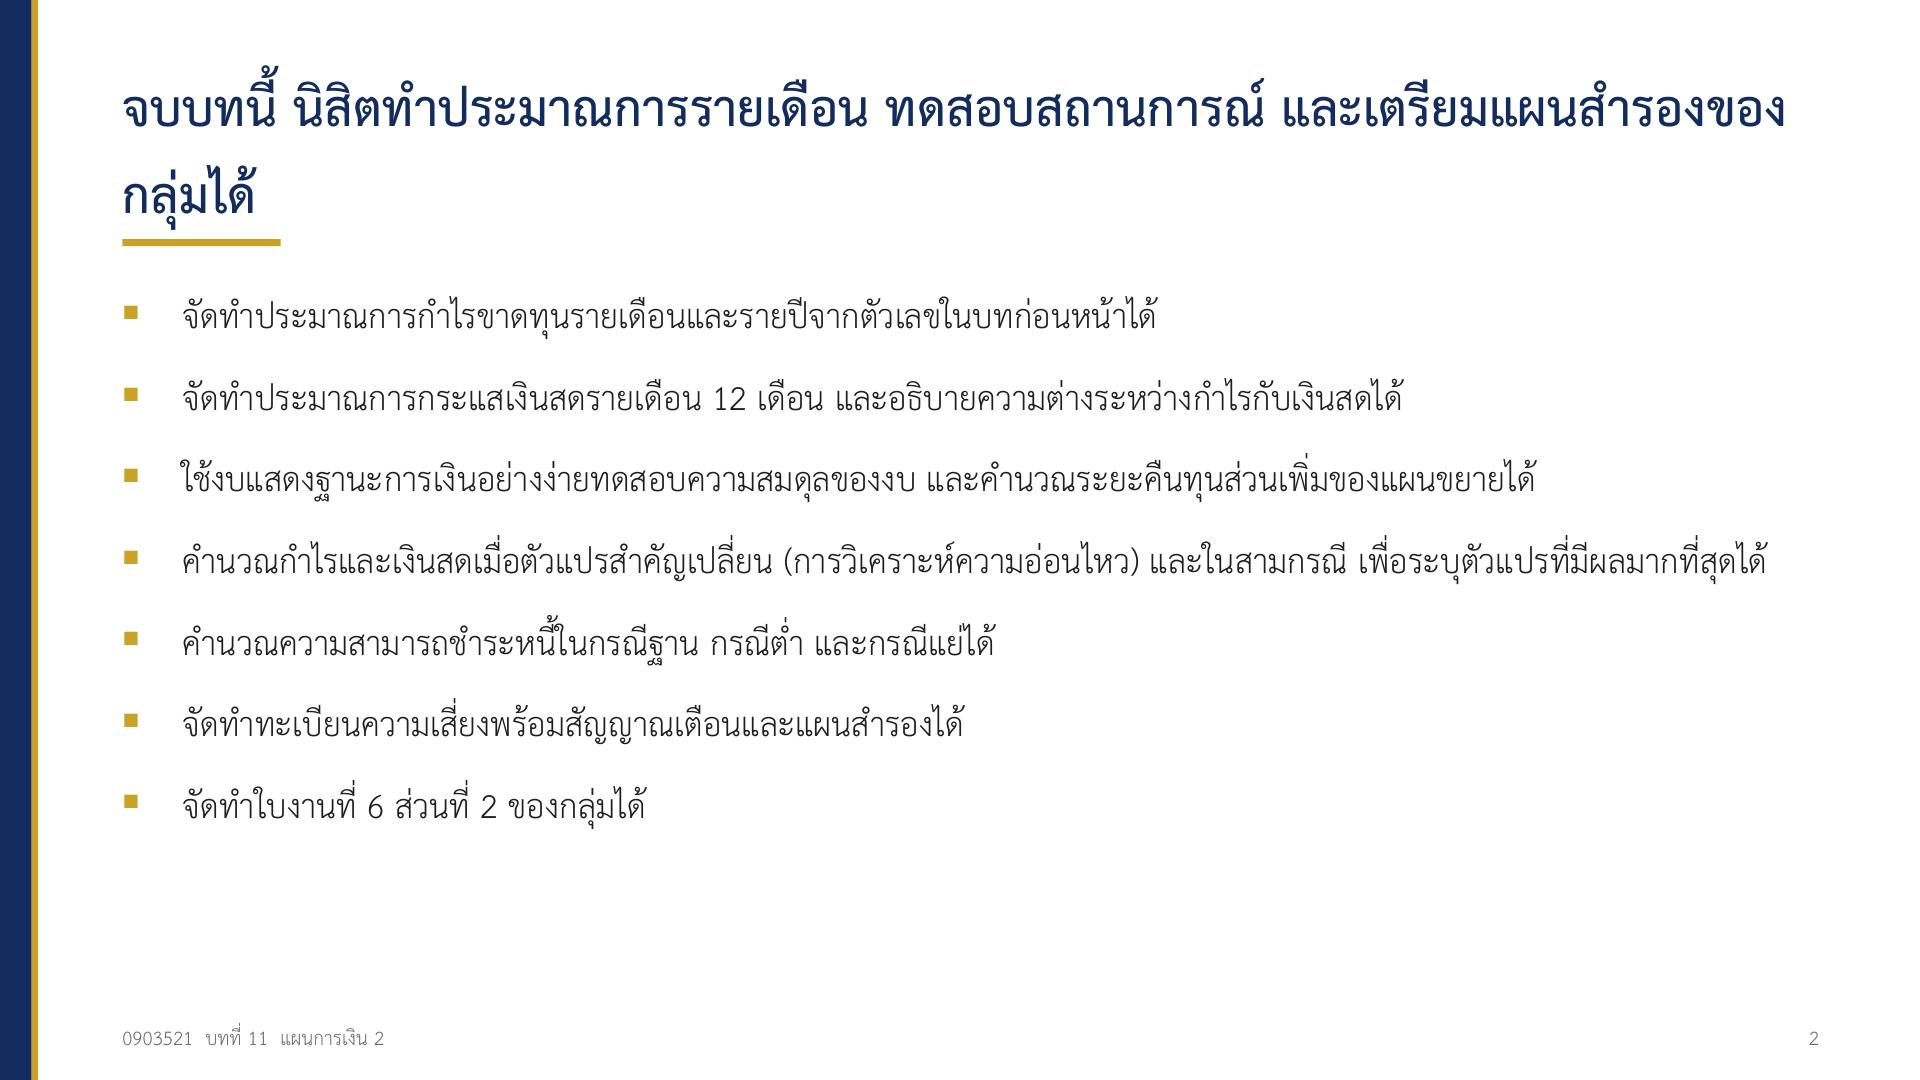 จบบทนี้ นิสิตทำประมาณการรายเดือน ทดสอบสถานการณ์ และเตรียมแผนสำรองของ
กลุ่มได้
จัดทำประมาณการกำไรขาดทุนรายเดือนและรายปีจากตัวเลขในบทก่อนหน้าได้
จัดทำประมาณการกระแสเงินสดรายเดือน 12 เดือน และอธิบายความต่างระหว่างกำไรกับเงินสดได้
ใช้งบแสดงฐานะการเงินอย่างง่ายทดสอบความสมดุลของงบ และคำนวณระยะคืนทุนส่วนเพิ่มของแผนขยายได้
คำนวณกำไรและเงินสดเมื่อตัวแปรสำคัญเปลี่ยน (การวิเคราะห์ความอ่อนไหว) และในสามกรณี เพื่อระบุตัวแปรที่มีผลมากที่สุดได้
คำนวณความสามารถชำระหนี้ในกรณีฐาน กรณีต่ำ และกรณีแย่ได้
จัดทำทะเบียนความเสี่ยงพร้อมสัญญาณเตือนและแผนสำรองได้
จัดทำใบงานที่ 6 ส่วนที่ 2 ของกลุ่มได้
0903521 บทที่ 11 แผนการเงิน 2
2